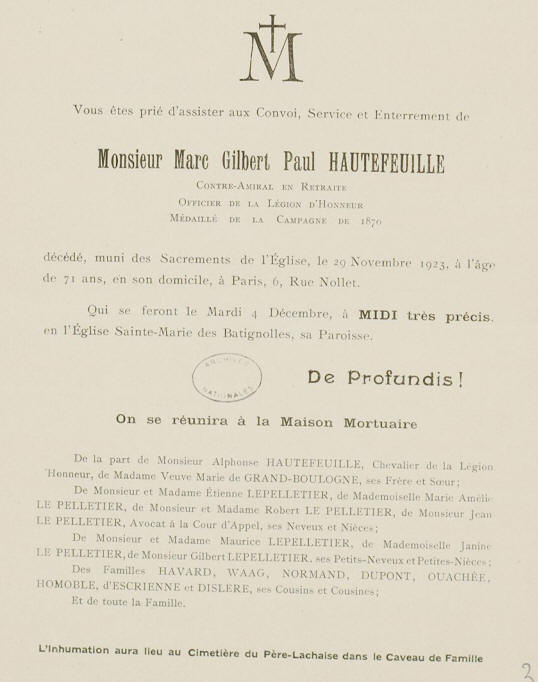 M
Vous êtes prié d'assister aux Convoi, Service et Enterrement de
Monsieur Marc Gilbert Paul HAUTEFEUILLE
Contre-Amiral en Retraite
Officier de la Légion d'Honneur
Médaillé de la Campagne de 1870
décédé, muni des Sacrements de l'Église, le 29 Novembre 1923, à l'âge
de 71 ans, en son domicile, à Paris, 6, Rue Nollet.
Qui se feront le Mardi 4 Décembre, à MIDI très précis.
en l'Église Sainte-Marie des Batignolles, sa Paroisse.
ARCHIVES
NATIONALES
De Profundis !
On se réunira à la Maison Mortuaire
De la part de Monsieur Alphonse HAUTEFEUILLE, Chevalier de la Légion
d'Honneur, de Madame Veuve Marie de GRAND-BOULOGNE, ses Frère et Sœur ;
De Monsieur et Madame Étienne LEPELLETIER, de Mademoiselle Marie Amélie
LE PELLETIER, de Monsieur et Madame Robert LE PELLETIER, de Monsieur Jean
LE PELLETIER, Avocat à la Cour d'Appel, ses Neveux et Nièces ;
De Monsieur et Madame Maurice LEPELLETIER, de Mademoiselle Janine
LE PELLETIER, de Monsieur Gilbert LEPELLETIER, ses Petits-Neveux et Petites-Nièces ;
Des Familles HAVARD, WAAG, NORMAND, DUPONT, OUACHÉE,
HOMOBLE, d'ESCRIENNE et DISLERE, ses Cousins et Cousines ;
Et de toute la Famille.
L'Inhumation aura lieu au Cimetière du Père-Lachaise dans le Caveau de Famille
2